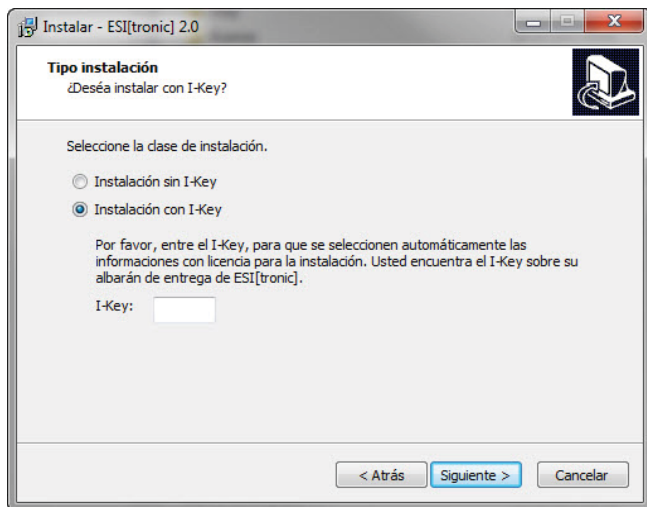 Instalar - ESI[tronic] 2.0
Tipo instalación
¿Deséa instalar con I-Key?
Seleccione la clase de instalación.
Instalación sin I-Key
Instalación con I-Key
Por favor, entre el I-Key, para que se seleccionen automáticamente las
informaciones con licencia para la instalación. Usted encuentra el I-Key sobre su
albarán de entrega de ESI[tronic].
I-Key:
< Atrás
Siguiente >
Cancelar